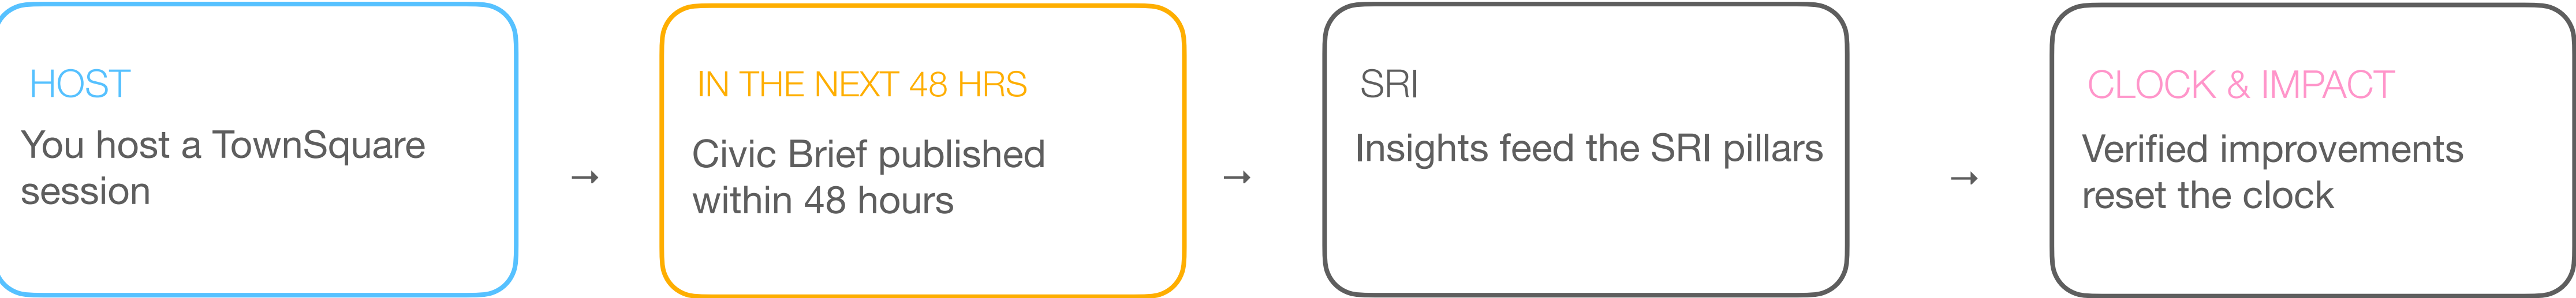 HOST
You host a TownSquare
session
→
IN THE NEXT 48 HRS
Civic Brief published
within 48 hours
→
SRI
Insights feed the SRI pillars
→
CLOCK & IMPACT
Verified improvements
reset the clock